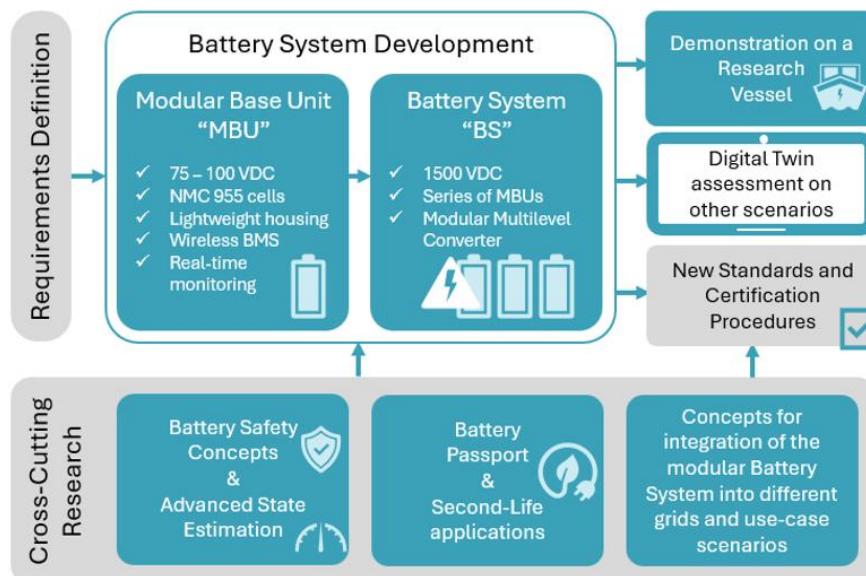 Requirements Definition
Battery System Development
Modular Base Unit
“MBU”
✓ 75 – 100 VDC
✓ NMC 955 cells
✓ Lightweight housing
✓ Wireless BMS
✓ Real-time
monitoring
Battery System
“BS”
✓ 1500 VDC
✓ Series of MBUs
✓ Modular Multilevel
Converter
Demonstration on a
Research
Vessel
Digital Twin
assessment on
other scenarios
New Standards and
Certification
Procedures
Cross-Cutting
Research
Battery Safety
Concepts
&
Advanced State
Estimation
Battery
Passport
&
Second-Life
applications
Concepts for
integration of the
modular Battery
System into different
grids and use-case
scenarios